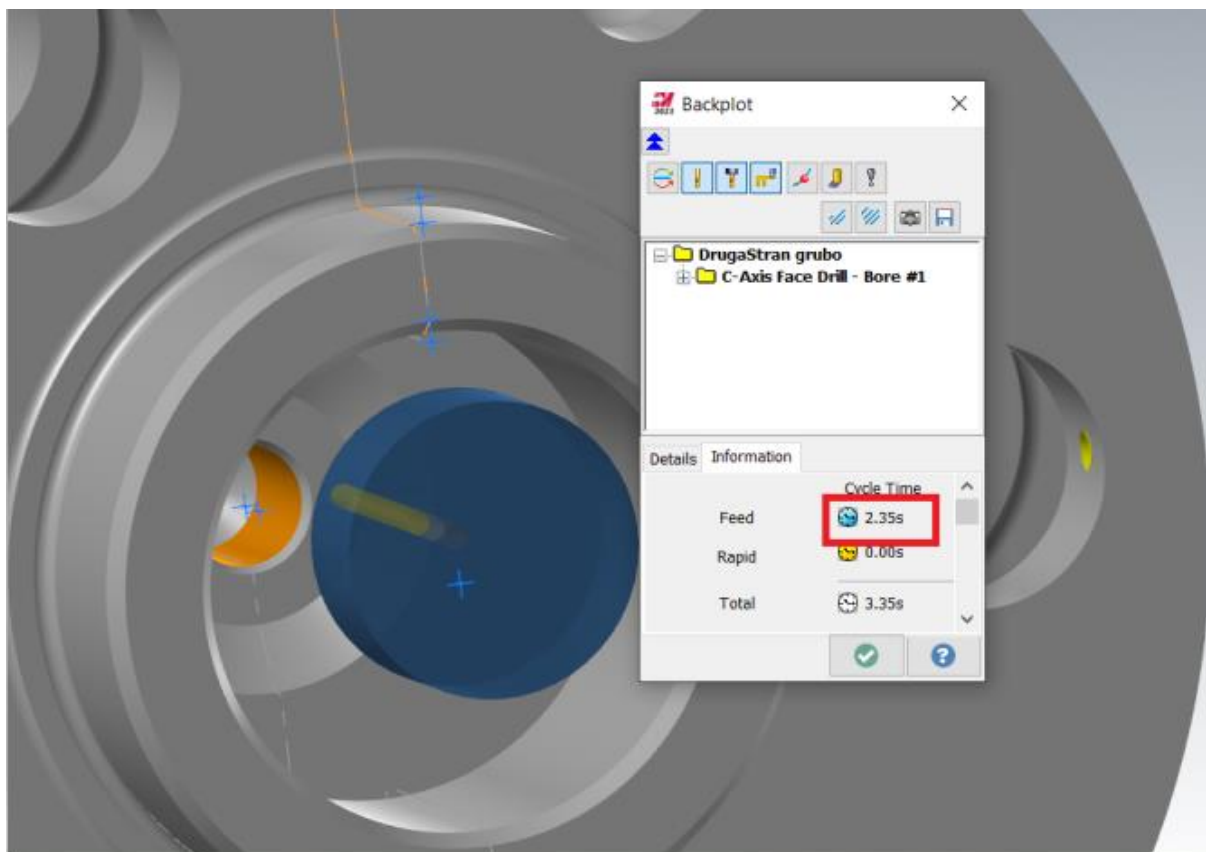 2023 Backplot
DrugaStran grubo
C-Axis Face Drill - Bore #1
Details Information
Cycle Time
Feed 2.35s
Rapid 0.00s
Total 3.35s